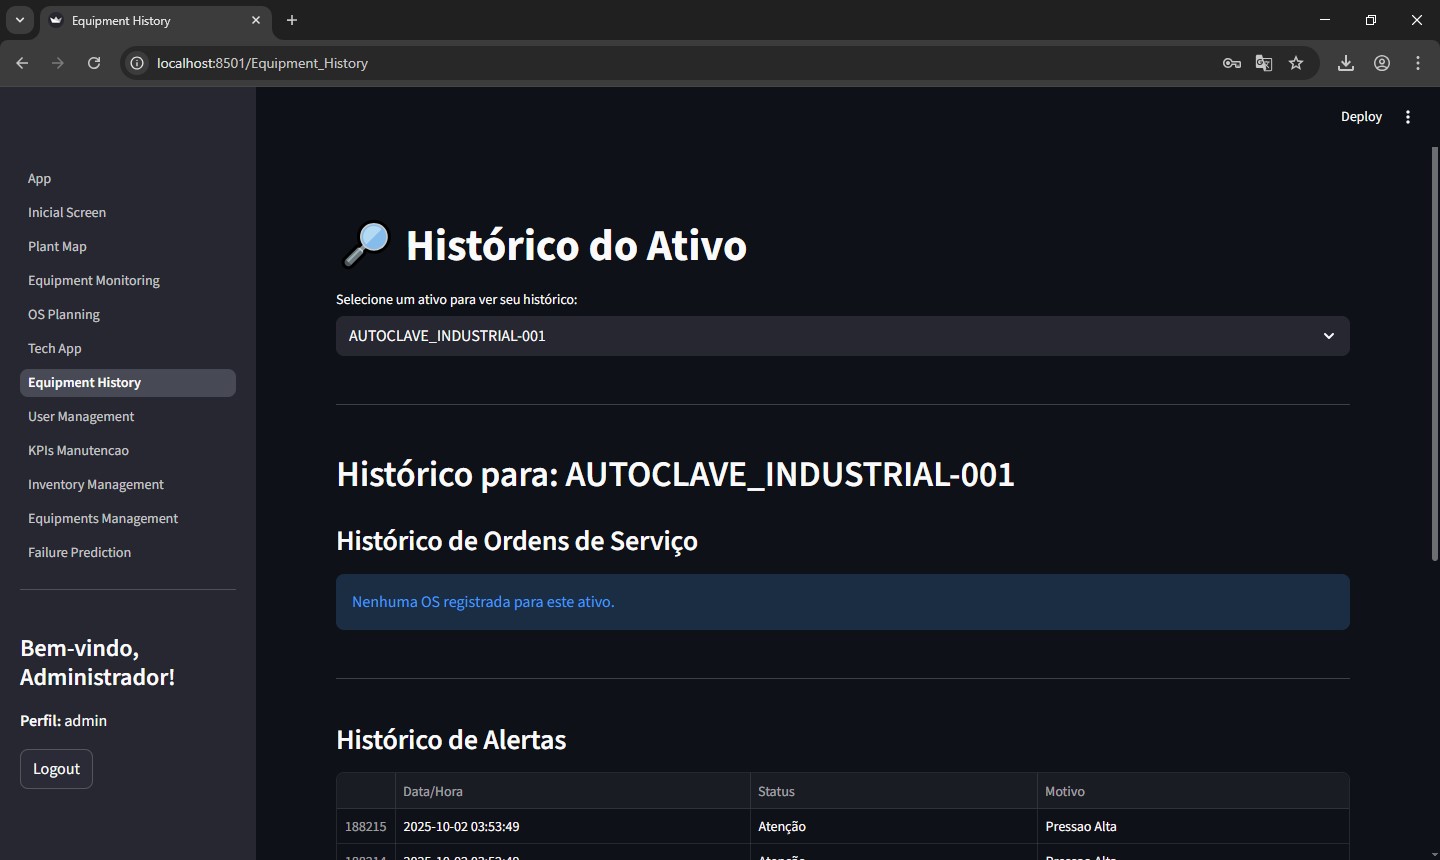 Equipment History
localhost:8501/Equipment_History
Deploy
App
Inicial Screen
Plant Map
Equipment Monitoring
OS Planning
Tech App
Equipment History
User Management
KPIs Manutencao
Inventory Management
Equipments Management
Failure Prediction
Bem-vindo,
Administrador!
Perfil: admin
Logout
Histórico do Ativo
Selecione um ativo para ver seu histórico:
AUTOCLAVE_INDUSTRIAL-001
Histórico para: AUTOCLAVE_INDUSTRIAL-001
Histórico de Ordens de Serviço
Nenhuma OS registrada para este ativo.
Histórico de Alertas
Data/Hora Status Motivo
188215 2025-10-02 03:53:49 Atenção Pressao Alta